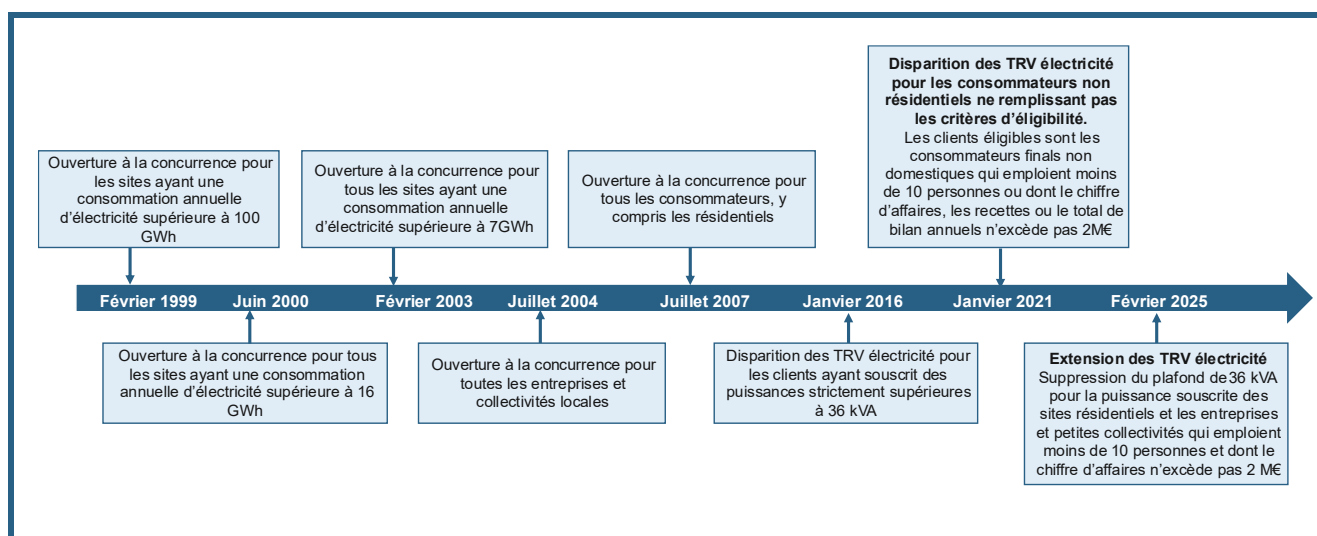 Disparition des TRV électricité
pour les consommateurs non
résidentiels ne remplissant pas
les critères d'éligibilité.
Les clients éligibles sont les
consommateurs finals non
domestiques qui emploient moins
de 10 personnes ou dont le chiffre
d'affaires, les recettes ou le total de
bilan annuels n'excède pas 2M€
Ouverture à la concurrence pour
les sites ayant une
consommation annuelle
d'électricité supérieure à 100
GWh
Ouverture à la concurrence pour
tous les sites ayant une
consommation annuelle
d'électricité supérieure à 7GWh
Ouverture à la concurrence pour
tous les consommateurs, y
compris les résidentiels
Février 1999 Juin 2000 Février 2003 Juillet 2004 Juillet 2007 Janvier 2016 Janvier 2021 Février 2025
Ouverture à la concurrence pour tous
les sites ayant une consommation
annuelle d'électricité supérieure à 16
GWh
Ouverture à la concurrence pour
toutes les entreprises et
collectivités locales
Disparition des TRV électricité pour
les clients ayant souscrit des
puissances strictement supérieures
à 36 kVA
Extension des TRV électricité
Suppression du plafond de 36 kVA
pour la puissance souscrite des
sites résidentiels et les entreprises
et petites collectivités qui emploient
moins de 10 personnes et dont le
chiffre d'affaires n'excède pas 2 M€